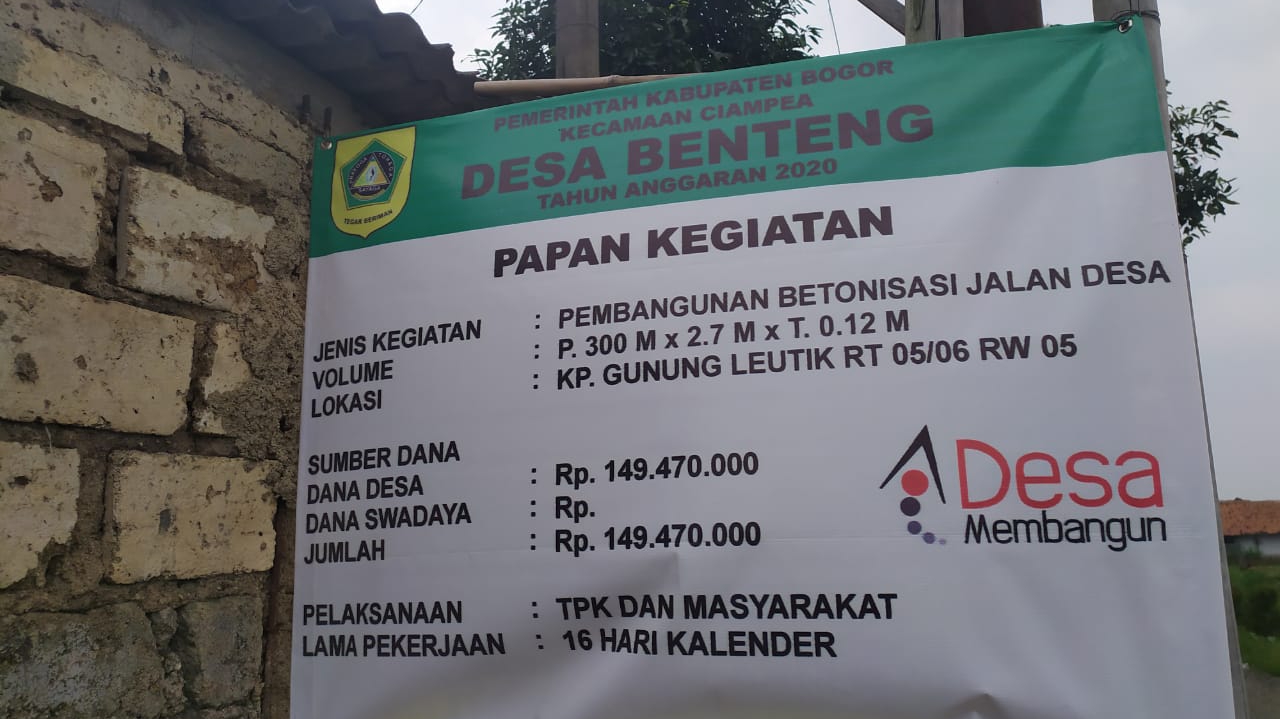 PEMERINTAH KABUPATEN BOGOR
KECAMAAN CIAMPEA
DESA BENTENG
TAHUN ANGGARAN 2020
TEGAR BERIMAN
PAPAN KEGIATAN
JENIS KEGIATAN : PEMBANGUNAN BETONISASI JALAN DESA
VOLUME : P. 300 M x 2.7 M x T. 0.12 M
LOKASI : KP. GUNUNG LEUTIK RT 05/06 RW 05
SUMBER DANA
DANA DESA : Rp. 149.470.000
DANA SWADAYA : Rp.
JUMLAH : Rp. 149.470.000
Desa
Membangun
PELAKSANAAN : TPK DAN MASYARAKAT
LAMA PEKERJAAN : 16 HARI KALENDER